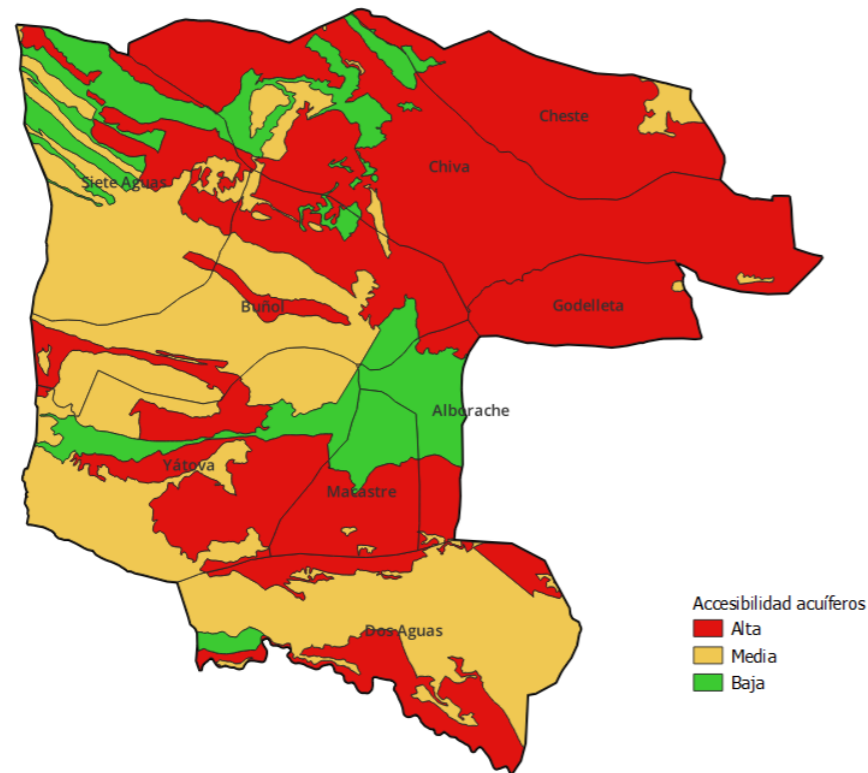 Cheste
Chiva
Siete Aguas
Buñol
Godelleta
Alborache
Yátova
Macastre
Dos Aguas
Accesibilidad acuíferos
Alta
Media
Baja